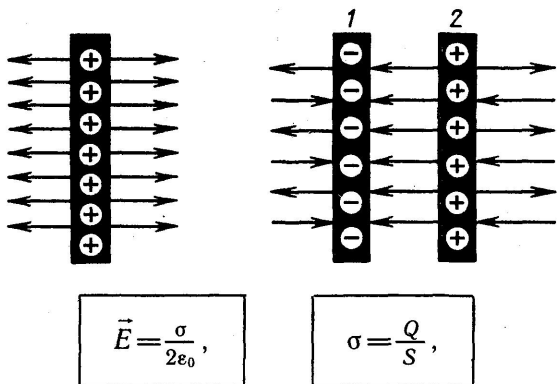 1 2
+ − +
+ − +
+ − +
+ − +
+ − +
+ − +
+
E⃗ = σ/2ε₀ , σ = Q/S ,